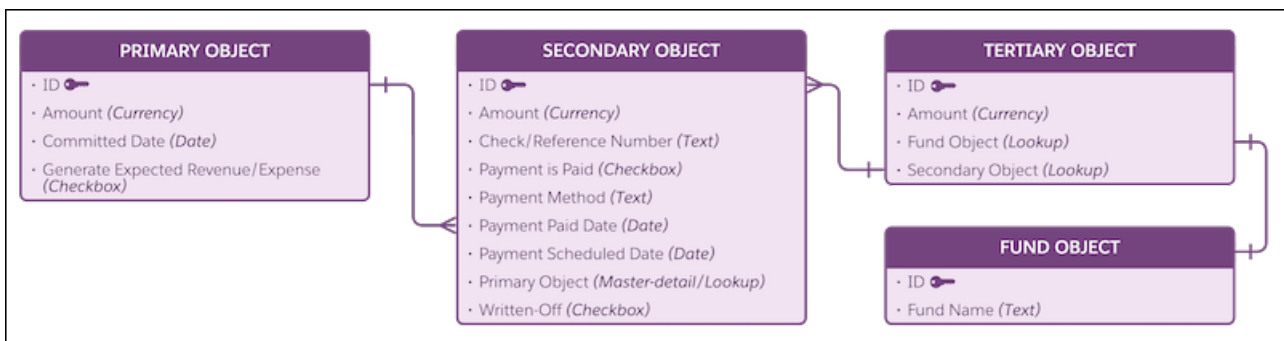 PRIMARY OBJECT
· ID
· Amount (Currency)
· Committed Date (Date)
· Generate Expected Revenue/Expense
(Checkbox)
SECONDARY OBJECT
· ID
· Amount (Currency)
· Check/Reference Number (Text)
· Payment is Paid (Checkbox)
· Payment Method (Text)
· Payment Paid Date (Date)
· Payment Scheduled Date (Date)
· Primary Object (Master-detail/Lookup)
· Written-Off (Checkbox)
TERTIARY OBJECT
· ID
· Amount (Currency)
· Fund Object (Lookup)
· Secondary Object (Lookup)
FUND OBJECT
· ID
· Fund Name (Text)